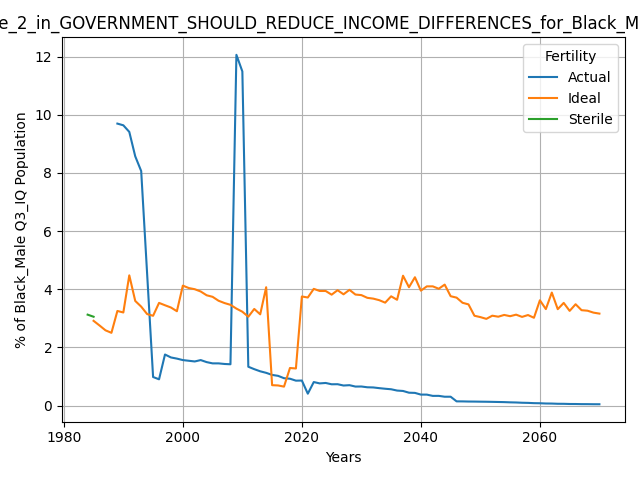 e_2_in_GOVERNMENT_SHOULD_REDUCE_INCOME_DIFFERENCES_for_Black_M
Fertility
Actual
Ideal
Sterile
% of Black_Male Q3_IQ Population
12
10
8
6
4
2
0
1980
2000
2020
2040
2060
Years